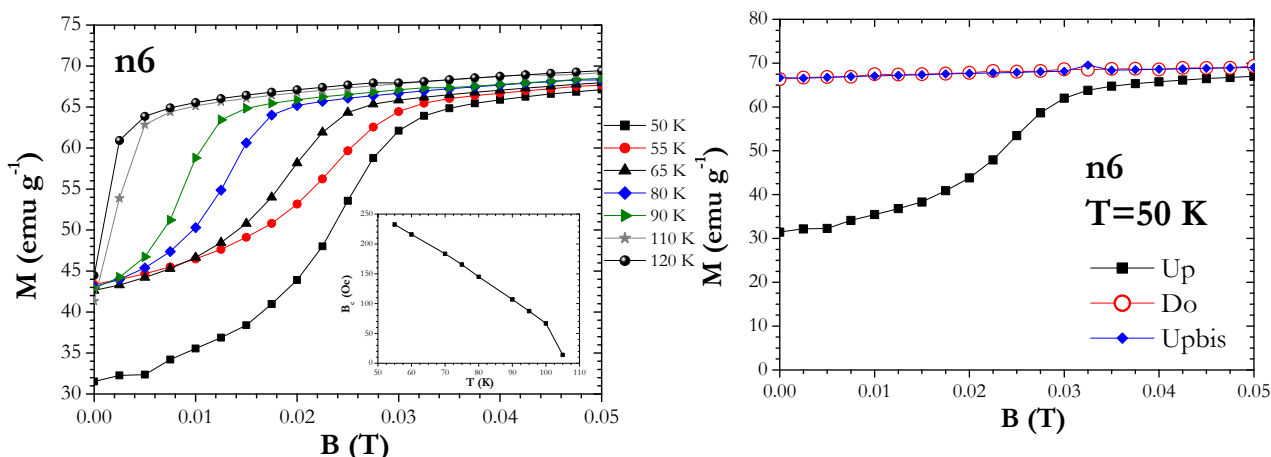 n6
75
70
65
60
55
50
45
40
35
30
M (emu g⁻¹)
0.00 0.01 0.02 0.03 0.04 0.05
B (T)
50 K
55 K
65 K
80 K
90 K
110 K
120 K
250
200
150
100
50
0
B_c (Oe)
50 60 70 80 90 100 110
T (K)
80
70
60
50
40
30
20
10
0
M (emu g⁻¹)
n6
T=50 K
Up
Do
Upbis
0.00 0.01 0.02 0.03 0.04 0.05
B (T)